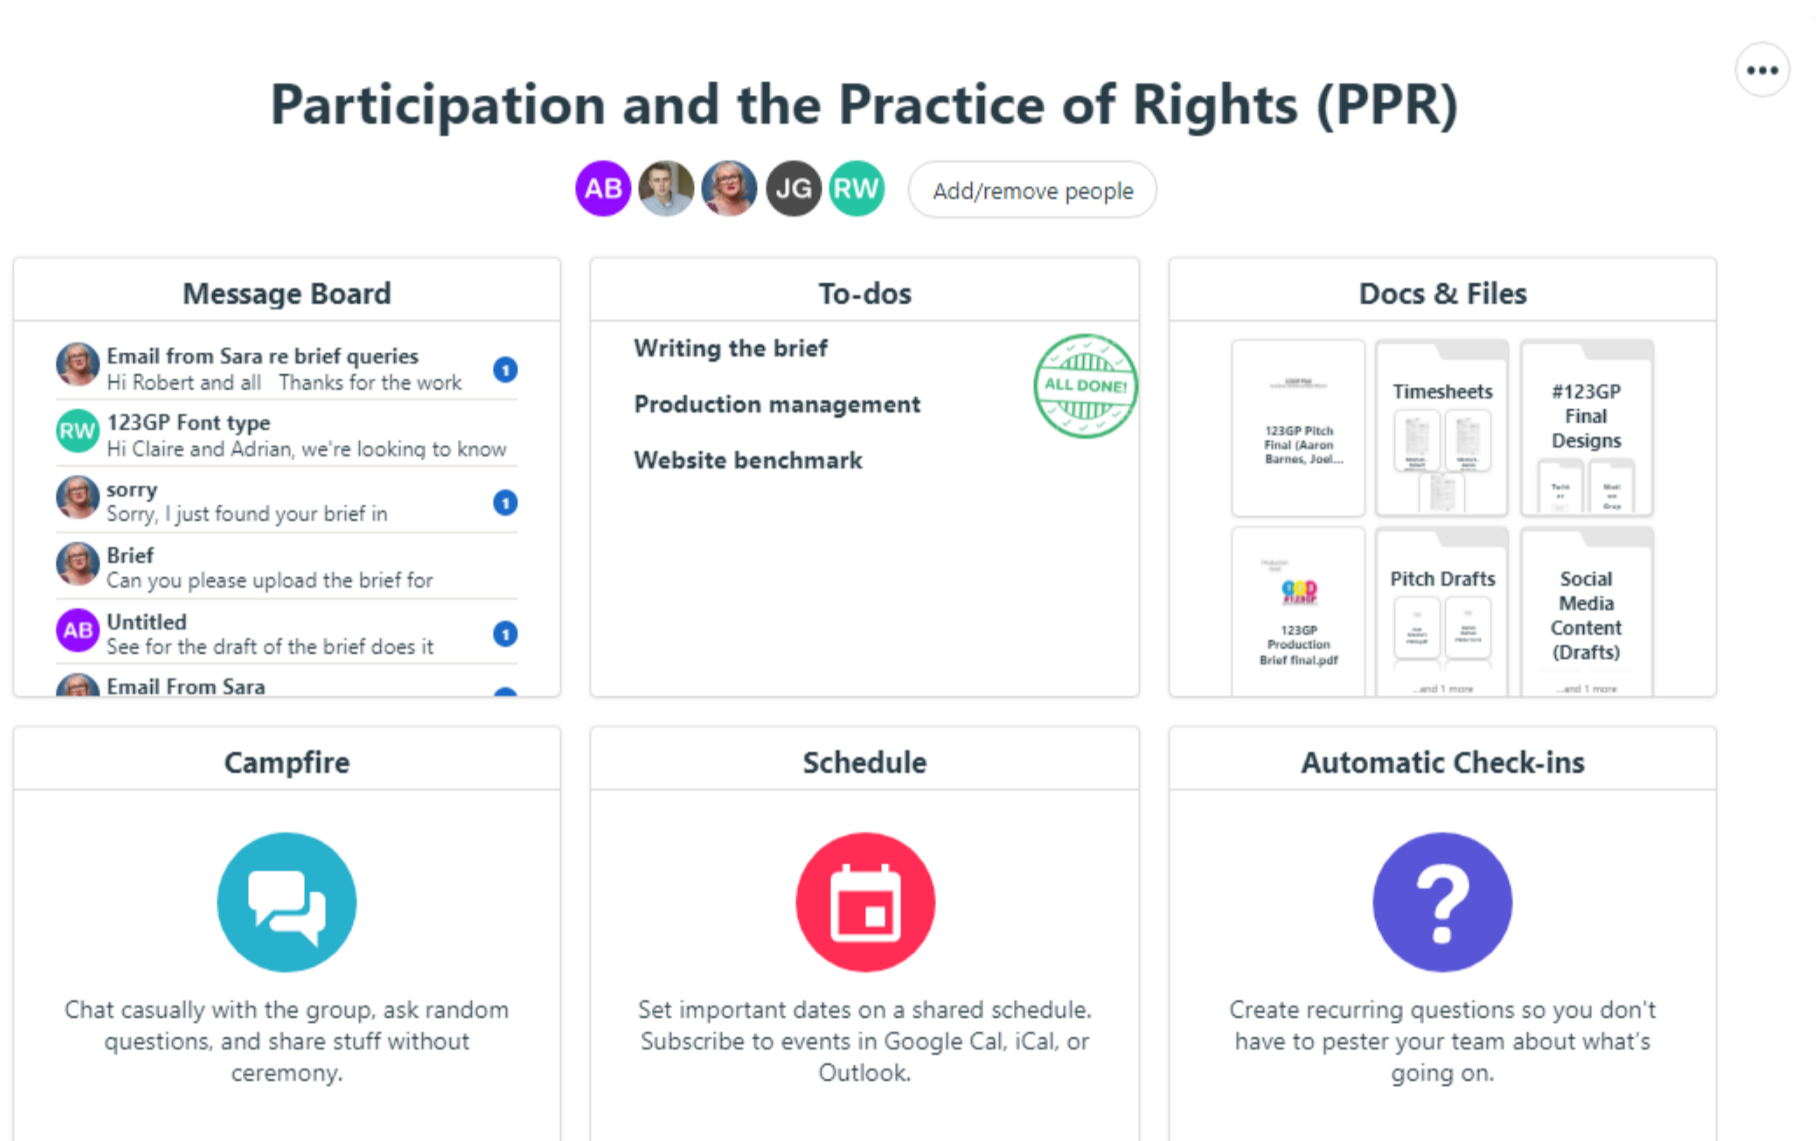 Participation and the Practice of Rights (PPR)
AB
JG
RW
Add/remove people
Message Board
Email from Sara re brief queries
Hi Robert and all Thanks for the work
1
RW
123GP Font type
Hi Claire and Adrian, we're looking to know
sorry
Sorry, I just found your brief in
1
Brief
Can you please upload the brief for
AB
Untitled
See for the draft of the brief does it
1
Email From Sara
To-dos
Writing the brief
ALL DONE!
Production management
Website benchmark
Docs & Files
123GP Pitch
Final (Aaron
Barnes, Joel...
Timesheets
#123GP
Final
Designs
Production
Brief
#123GP
123GP
Production
Brief final.pdf
Pitch Drafts
...and 1 more
Social
Media
Content
(Drafts)
...and 1 more
Campfire
Chat casually with the group, ask random
questions, and share stuff without
ceremony.
Schedule
Set important dates on a shared schedule.
Subscribe to events in Google Cal, iCal, or
Outlook.
Automatic Check-ins
?
Create recurring questions so you don't
have to pester your team about what's
going on.